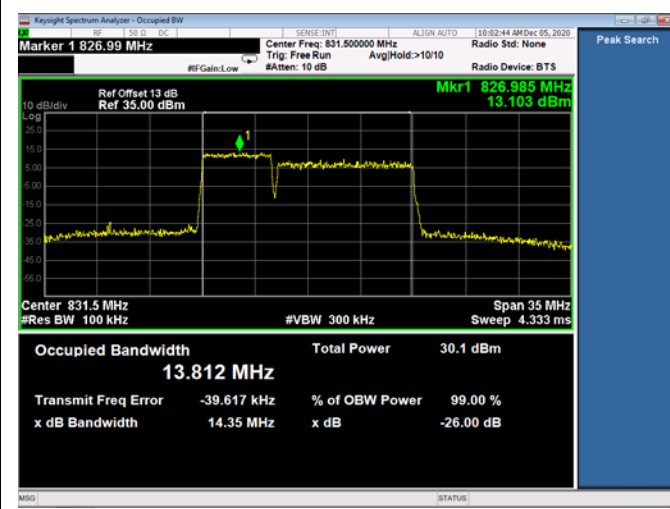 Keysight Spectrum Analyzer - Occupied BW
RF 50 Ω DC SENSE:INT ALIGN AUTO 10:02:44 AM Dec 05, 2020
Marker 1 826.99 MHz
Center Freq: 831.500000 MHz
Radio Std: None
Trig: Free Run Avg|Hold:>10/10
#IFGain:Low #Atten: 10 dB Radio Device: BTS
Peak Search
Ref Offset 13 dB
10 dB/div Ref 35.00 dBm
Mkr1 826.985 MHz
13.103 dBm
Log
25.0
15.0
5.00
-5.00
-15.0
-25.0
-35.0
-45.0
-55.0
1
Center 831.5 MHz Span 35 MHz
#Res BW 100 kHz #VBW 300 kHz Sweep 4.333 ms
Occupied Bandwidth Total Power 30.1 dBm
13.812 MHz
Transmit Freq Error -39.617 kHz % of OBW Power 99.00 %
x dB Bandwidth 14.35 MHz x dB -26.00 dB
MSG STATUS